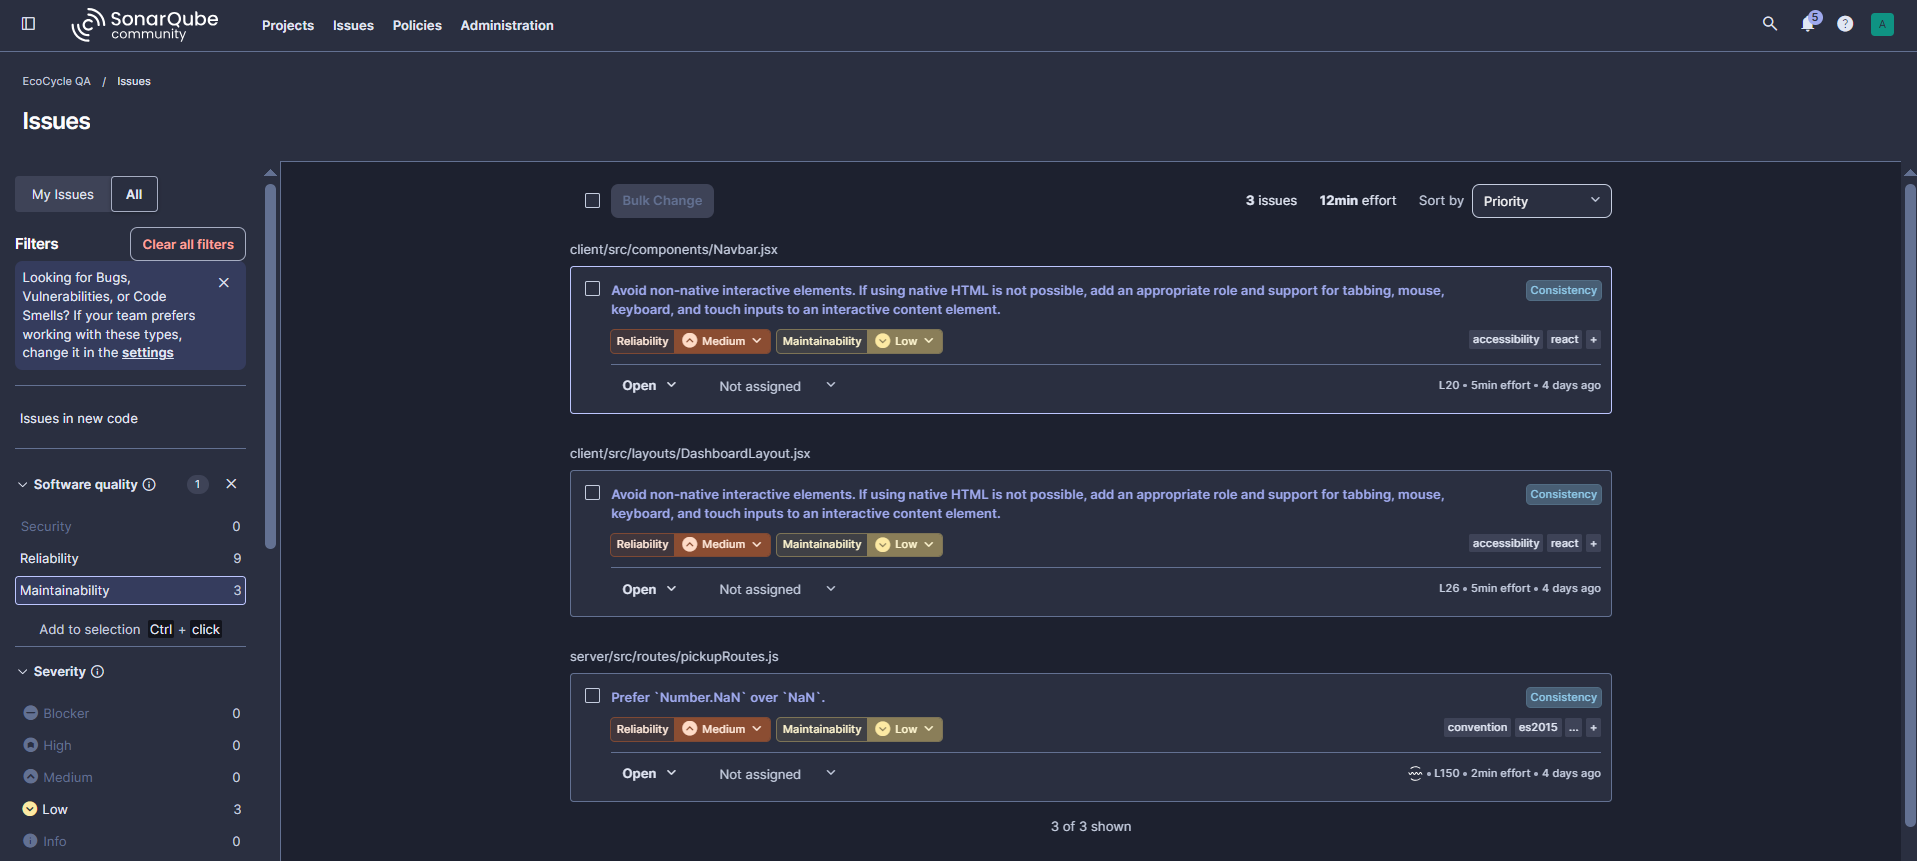 SonarQube
community
Projects
Issues
Policies
Administration
5
?
A
EcoCycle QA / Issues
Issues
My Issues
All
Filters
Clear all filters
Looking for Bugs,
Vulnerabilities, or Code
Smells? If your team prefers
working with these types,
change it in the settings
Issues in new code
Software quality 1
Security 0
Reliability 9
Maintainability 3
Add to selection Ctrl + click
Severity
Blocker 0
High 0
Medium 0
Low 3
Info 0
Bulk Change
3 issues 12min effort Sort by Priority
client/src/components/Navbar.jsx
Avoid non-native interactive elements. If using native HTML is not possible, add an appropriate role and support for tabbing, mouse,
keyboard, and touch inputs to an interactive content element.
Consistency
Reliability Medium Maintainability Low
accessibility react +
Open Not assigned
L20 • 5min effort • 4 days ago
client/src/layouts/DashboardLayout.jsx
Avoid non-native interactive elements. If using native HTML is not possible, add an appropriate role and support for tabbing, mouse,
keyboard, and touch inputs to an interactive content element.
Consistency
Reliability Medium Maintainability Low
accessibility react +
Open Not assigned
L26 • 5min effort • 4 days ago
server/src/routes/pickupRoutes.js
Prefer `Number.NaN` over `NaN`.
Consistency
Reliability Medium Maintainability Low
convention es2015 ... +
Open Not assigned
• L150 • 2min effort • 4 days ago
3 of 3 shown